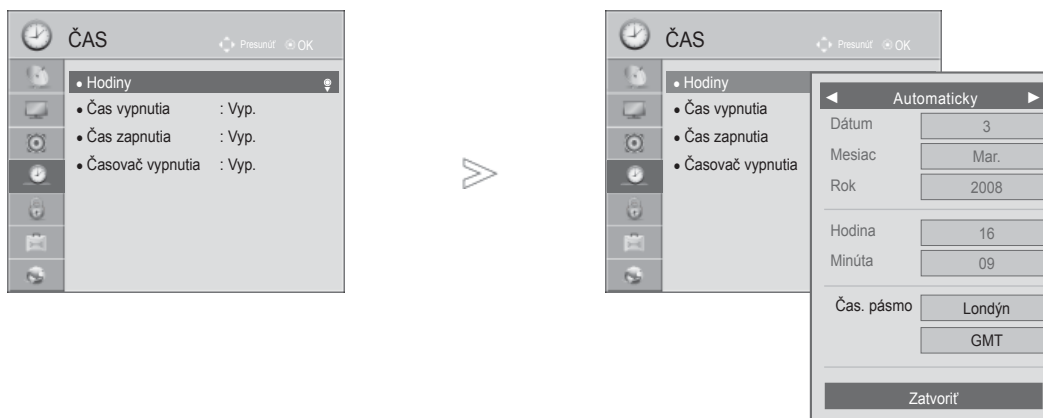 ČAS
Presunúť OK
• Hodiny
• Čas vypnutia : Vyp.
• Čas zapnutia : Vyp.
• Časovač vypnutia : Vyp.
ČAS
Presunúť OK
• Hodiny
• Čas vypnutia
• Čas zapnutia
• Časovač vypnutia
◄ Automaticky ►
Dátum 3
Mesiac Mar.
Rok 2008
Hodina 16
Minúta 09
Čas. pásmo Londýn
GMT
Zatvoriť